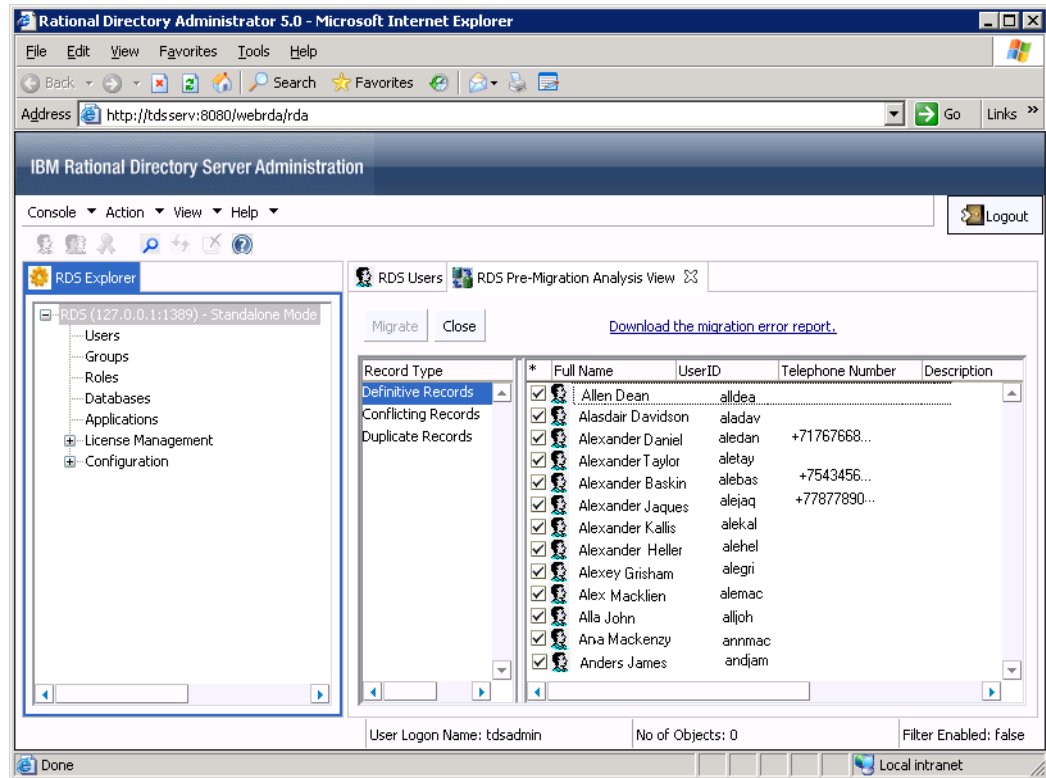 Rational Directory Administrator 5.0 - Microsoft Internet Explorer
File Edit View Favorites Tools Help
Back Search Favorites
Address http://tdsserv:8080/webrda/rda Go Links »
IBM Rational Directory Server Administration
Console Action View Help Logout
RDS Explorer
RDS (127.0.0.1:1389) - Standalone Mode
Users
Groups
Roles
Databases
Applications
License Management
Configuration
RDS Users RDS Pre-Migration Analysis View
Migrate Close Download the migration error report.
Record Type
Definitive Records
Conflicting Records
Duplicate Records
* Full Name UserID Telephone Number Description
Allen Dean alldea
Alasdair Davidson aladav
Alexander Daniel aledan +71767668...
Alexander Taylor aletay
Alexander Baskin alebas +7543456...
Alexander Jaques alejaq +77877890...
Alexander Kallis alekal
Alexander Heller alehel
Alexey Grisham alegri
Alex Macklien alemac
Alla John alljoh
Ana Mackenzy annmac
Anders James andjam
User Logon Name: tdsadmin No of Objects: 0 Filter Enabled: false
Done Local intranet